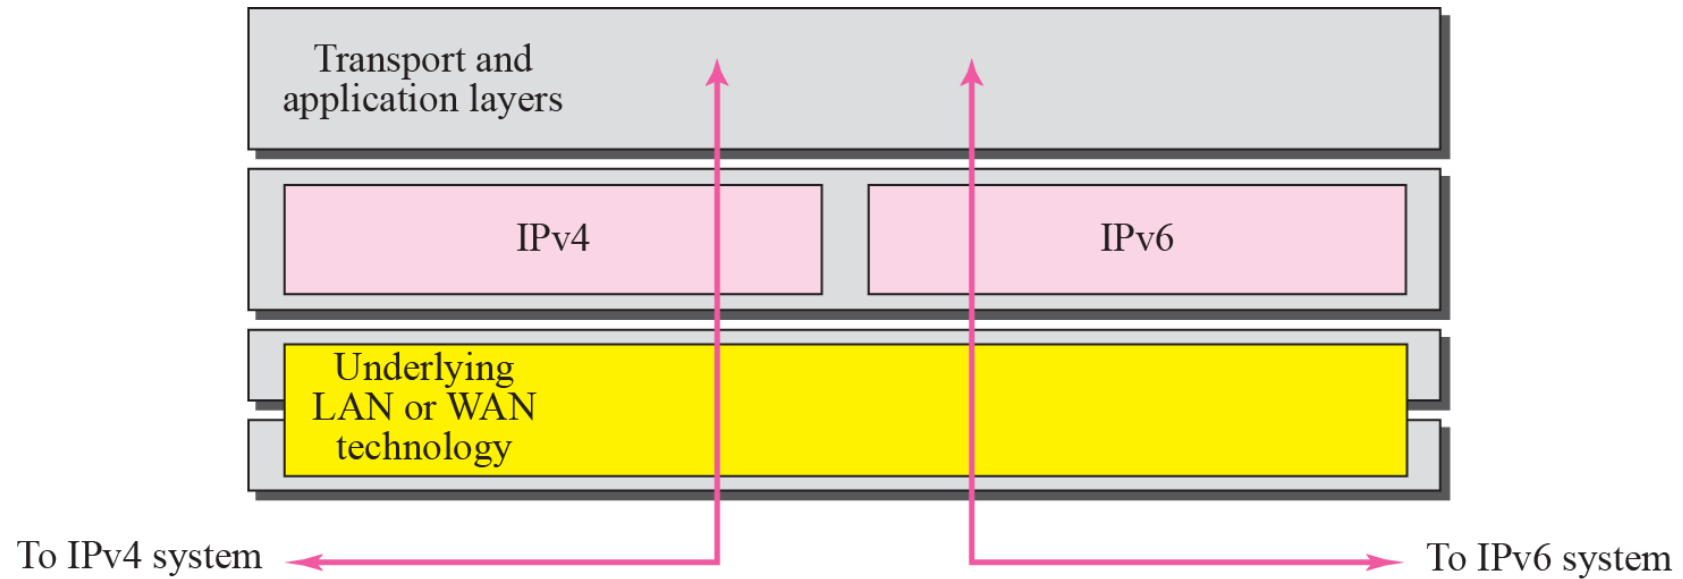 Transport and
application layers
IPv4
IPv6
Underlying
LAN or WAN
technology
To IPv4 system
To IPv6 system